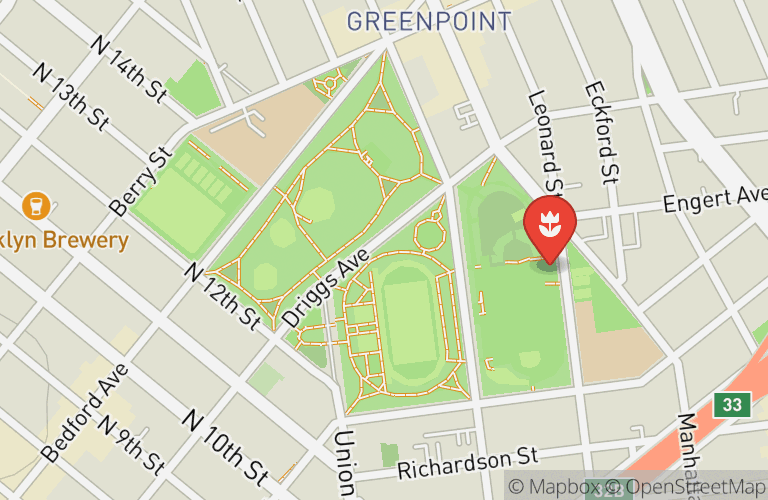 GREENPOINT
N 14th St
N 13th St
Leonard St
Eckford St
Berry St
Engert Ave
klyn Brewery
N 12th St
Driggs Ave
Bedford Ave
33
N 9th St
N 10th St
Union
Richardson St
Manha
© Mapbox © OpenStreetMap